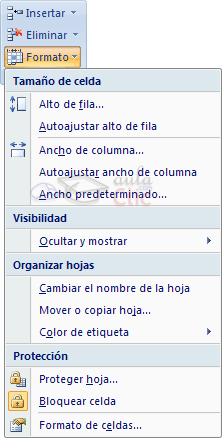 Insertar
Eliminar
Formato
Tamaño de celda
Alto de fila...
Autoajustar alto de fila
Ancho de columna...
Autoajustar ancho de columna
Ancho predeterminado...
Visibilidad
Ocultar y mostrar
Organizar hojas
Cambiar el nombre de la hoja
Mover o copiar hoja...
Color de etiqueta
Protección
Proteger hoja...
Bloquear celda
Formato de celdas...
aula
Clic